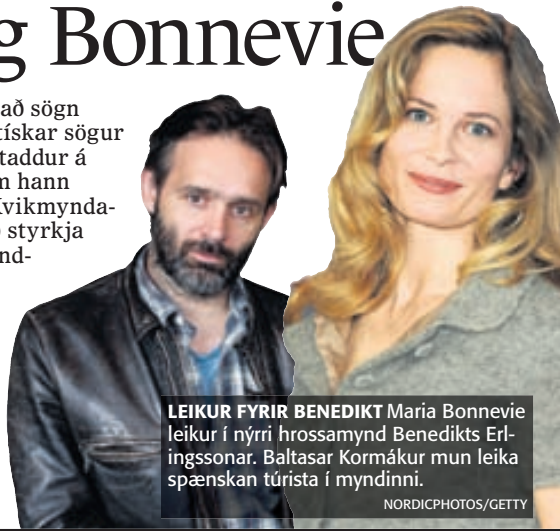 g Bonnevie
að sögn
tískar sögur
taddur á
m hann
Kvikmynda-
styrkja
nd-
LEIKUR FYRIR BENEDIKT Maria Bonnevie
leikur í nýrri hrossamynd Benedikts Erl-
ingssonar. Baltasar Kormákur mun leika
spænskan túrista í myndinni.
NORDICPHOTOS/GETTY